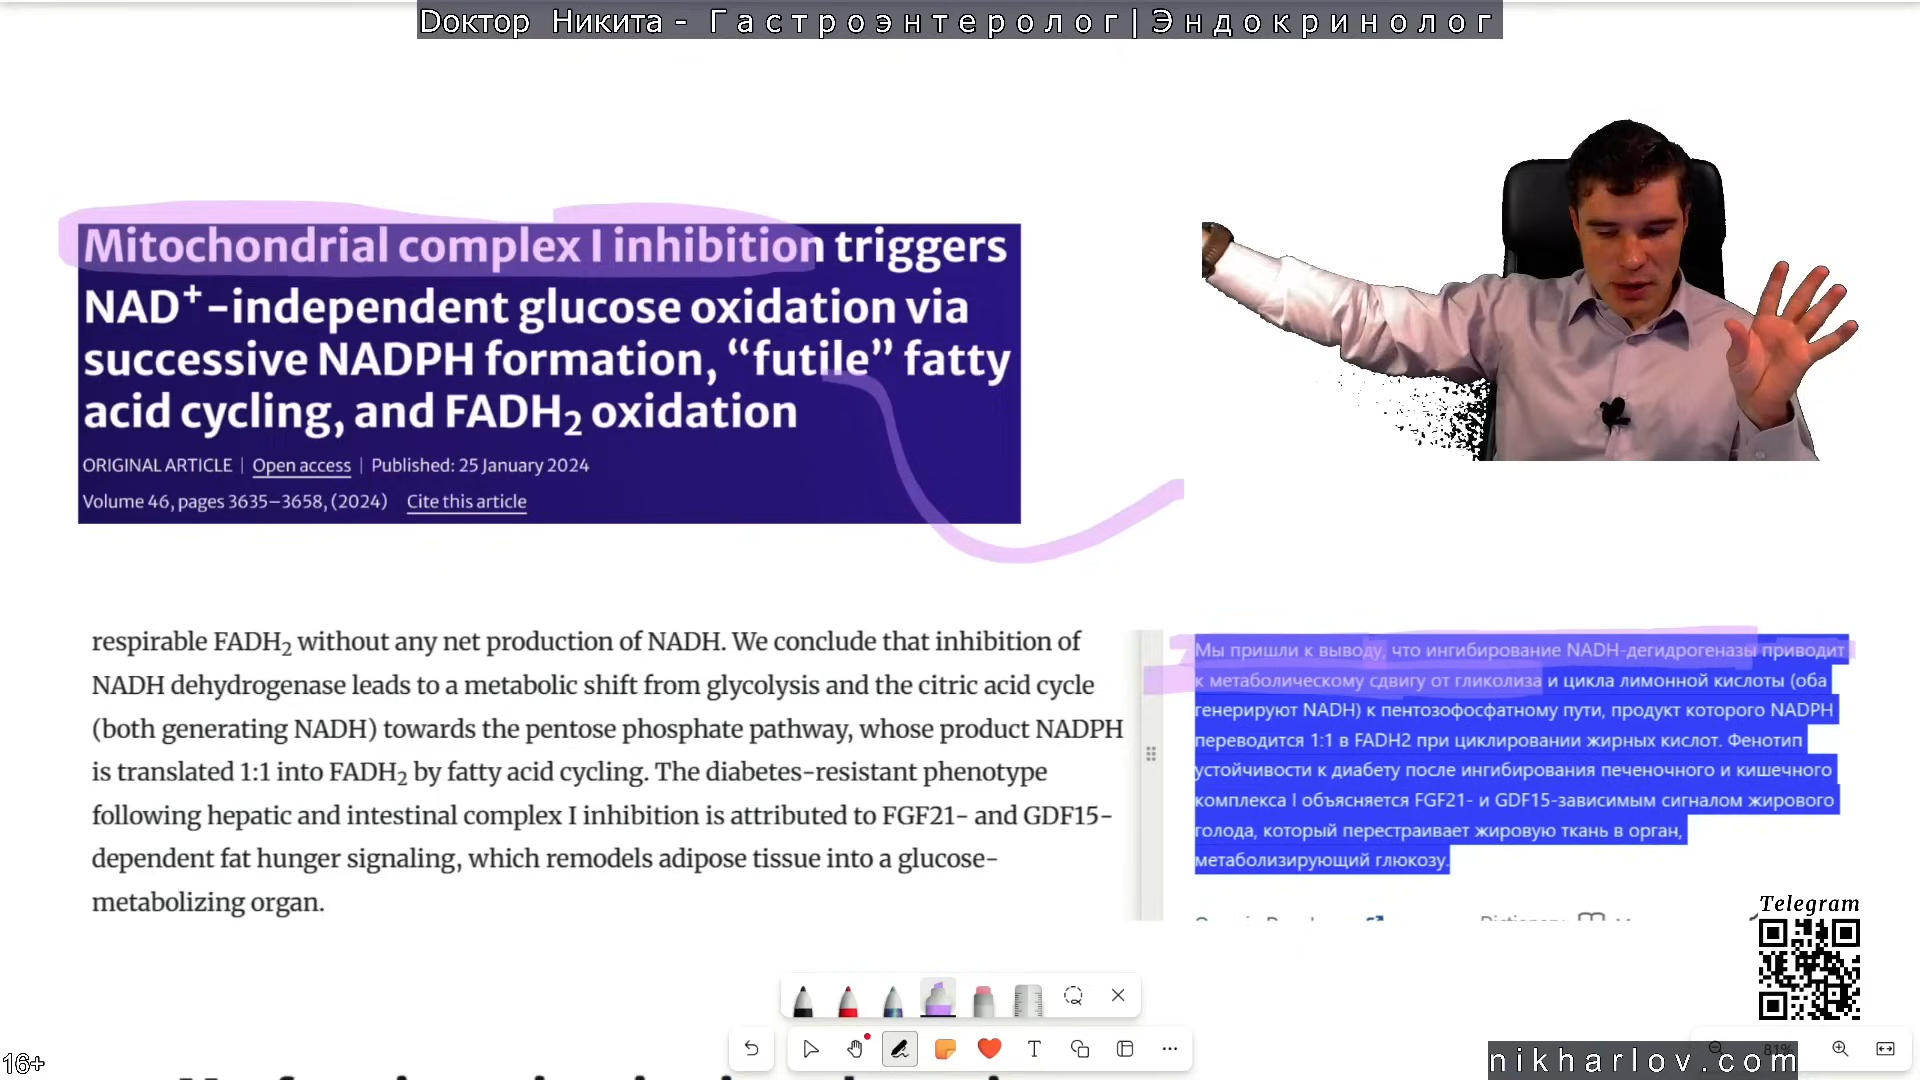 Доктор Никита - Гастроэнтеролог|Эндокринолог
Mitochondrial complex I inhibition triggers
NAD⁺-independent glucose oxidation via
successive NADPH formation, “futile” fatty
acid cycling, and FADH₂ oxidation
ORIGINAL ARTICLE | Open access | Published: 25 January 2024
Volume 46, pages 3635–3658, (2024) Cite this article
respirable FADH₂ without any net production of NADH. We conclude that inhibition of
NADH dehydrogenase leads to a metabolic shift from glycolysis and the citric acid cycle
(both generating NADH) towards the pentose phosphate pathway, whose product NADPH
is translated 1:1 into FADH₂ by fatty acid cycling. The diabetes-resistant phenotype
following hepatic and intestinal complex I inhibition is attributed to FGF21- and GDF15-
dependent fat hunger signaling, which remodels adipose tissue into a glucose-
metabolizing organ.
Мы пришли к выводу, что ингибирование NADH-дегидрогеназы приводит
к метаболическому сдвигу от гликолиза и цикла лимонной кислоты (оба
генерируют NADH) к пентозофосфатному пути, продукт которого NADPH
переводится 1:1 в FADH2 при циклировании жирных кислот. Фенотип
устойчивости к диабету после ингибирования печеночного и кишечного
комплекса I объясняется FGF21- и GDF15-зависимым сигналом жирового
голода, который перестраивает жировую ткань в орган,
метаболизирующий глюкозу.
Telegram
T
81%
16+
nikharlov.com